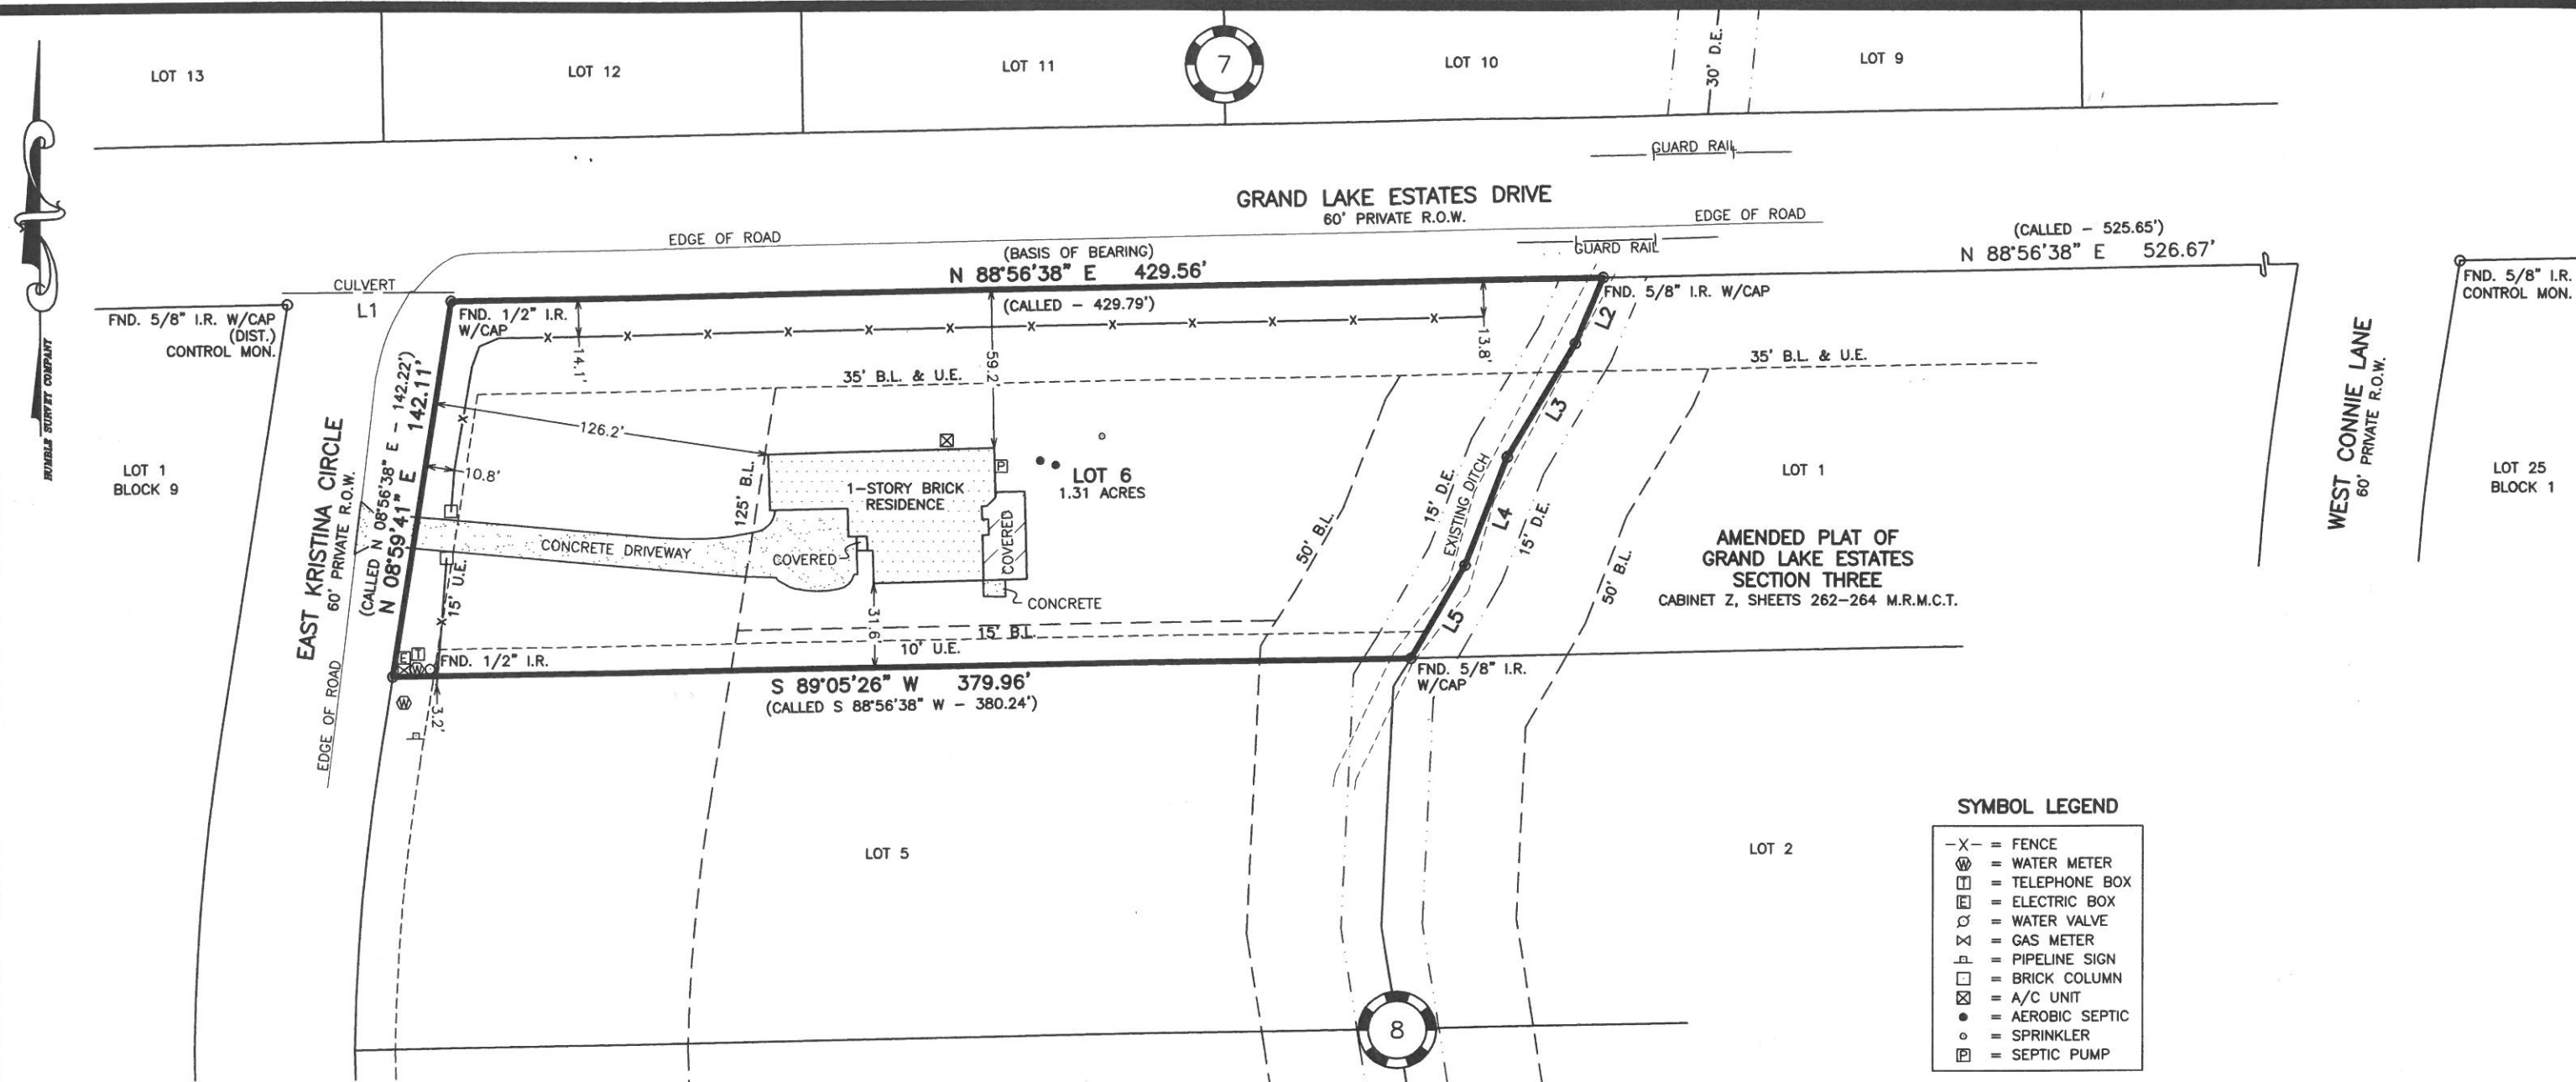 LOT 13
LOT 12
LOT 11
7
LOT 10
30' D.E.
LOT 9
GUARD RAIL
GRAND LAKE ESTATES DRIVE
60' PRIVATE R.O.W.
EDGE OF ROAD
EDGE OF ROAD
GUARD RAIL
(CALLED - 525.65')
N 88°56'38" E 526.67'
(BASIS OF BEARING)
N 88°56'38" E 429.56'
(CALLED - 429.79')
CULVERT
L1
FND. 5/8" I.R. W/CAP
(DIST.)
CONTROL MON.
FND. 1/2" I.R.
W/CAP
FND. 5/8" I.R. W/CAP
FND. 5/8" I.R.
CONTROL MON.
HUMBLE SURVEY COMPANY
14.1'
59.2'
13.8'
L2
35' B.L. & U.E.
35' B.L. & U.E.
EAST KRISTINA CIRCLE
60' PRIVATE R.O.W.
(CALLED N 08°56'38" E - 142.22')
N 08°59'41" E 142.11'
126.2'
10.8'
125' B.L.
L3
WEST CONNIE LANE
60' PRIVATE R.O.W.
LOT 1
BLOCK 9
1-STORY BRICK
RESIDENCE
P
LOT 6
1.31 ACRES
LOT 1
LOT 25
BLOCK 1
15' D.E.
EXISTING DITCH
L4
15' D.E.
50' B.L.
50' B.L.
CONCRETE DRIVEWAY
COVERED
COVERED
CONCRETE
AMENDED PLAT OF
GRAND LAKE ESTATES
SECTION THREE
CABINET Z, SHEETS 262-264 M.R.M.C.T.
15' U.E.
31.6'
15' B.L.
10' U.E.
L5
E T
W
FND. 1/2" I.R.
FND. 5/8" I.R.
W/CAP
S 89°05'26" W 379.96'
(CALLED S 88°56'38" W - 380.24')
W
3.2'
EDGE OF ROAD
LOT 5
LOT 2
8
SYMBOL LEGEND
-X- = FENCE
W = WATER METER
T = TELEPHONE BOX
E = ELECTRIC BOX
= WATER VALVE
= GAS METER
= PIPELINE SIGN
= BRICK COLUMN
= A/C UNIT
= AEROBIC SEPTIC
= SPRINKLER
P = SEPTIC PUMP